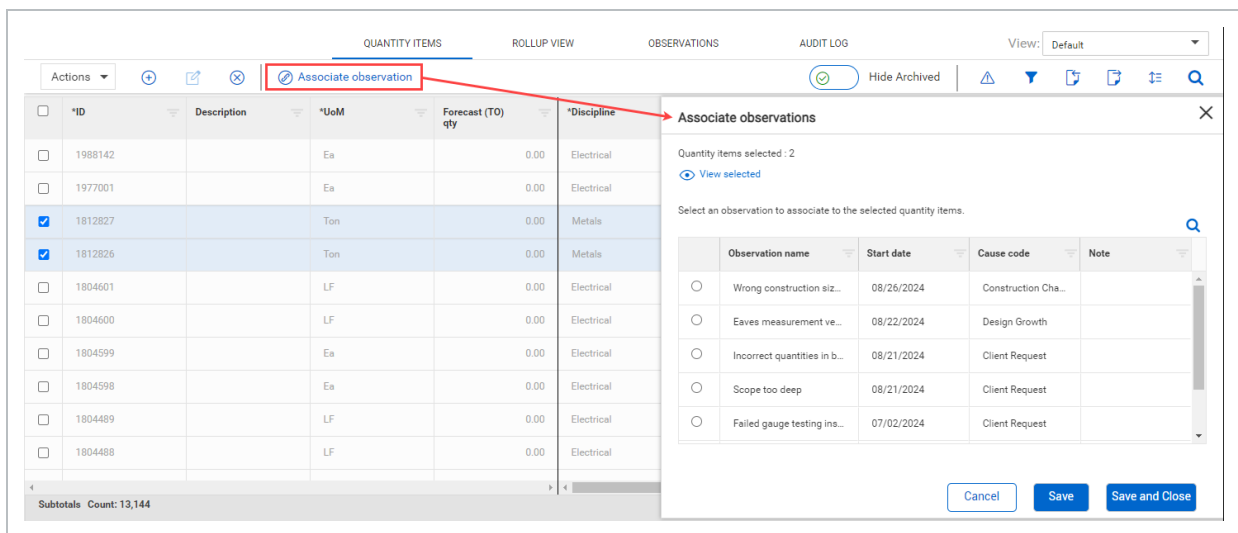 QUANTITY ITEMS ROLLUP VIEW OBSERVATIONS AUDIT LOG View: Default
Actions Associate observation Hide Archived
*ID Description *UoM Forecast (TO) qty *Discipline
1988142 Ea 0.00 Electrical
1977001 Ea 0.00 Electrical
1812827 Ton 0.00 Metals
1812826 Ton 0.00 Metals
1804601 LF 0.00 Electrical
1804600 LF 0.00 Electrical
1804599 Ea 0.00 Electrical
1804598 Ea 0.00 Electrical
1804489 LF 0.00 Electrical
1804488 LF 0.00 Electrical
Subtotals Count: 13,144
Associate observations
Quantity items selected : 2
View selected
Select an observation to associate to the selected quantity items.
Observation name Start date Cause code Note
Wrong construction siz... 08/26/2024 Construction Cha...
Eaves measurement ve... 08/22/2024 Design Growth
Incorrect quantities in b... 08/21/2024 Client Request
Scope too deep 08/21/2024 Client Request
Failed gauge testing ins... 07/02/2024 Client Request
Cancel Save Save and Close